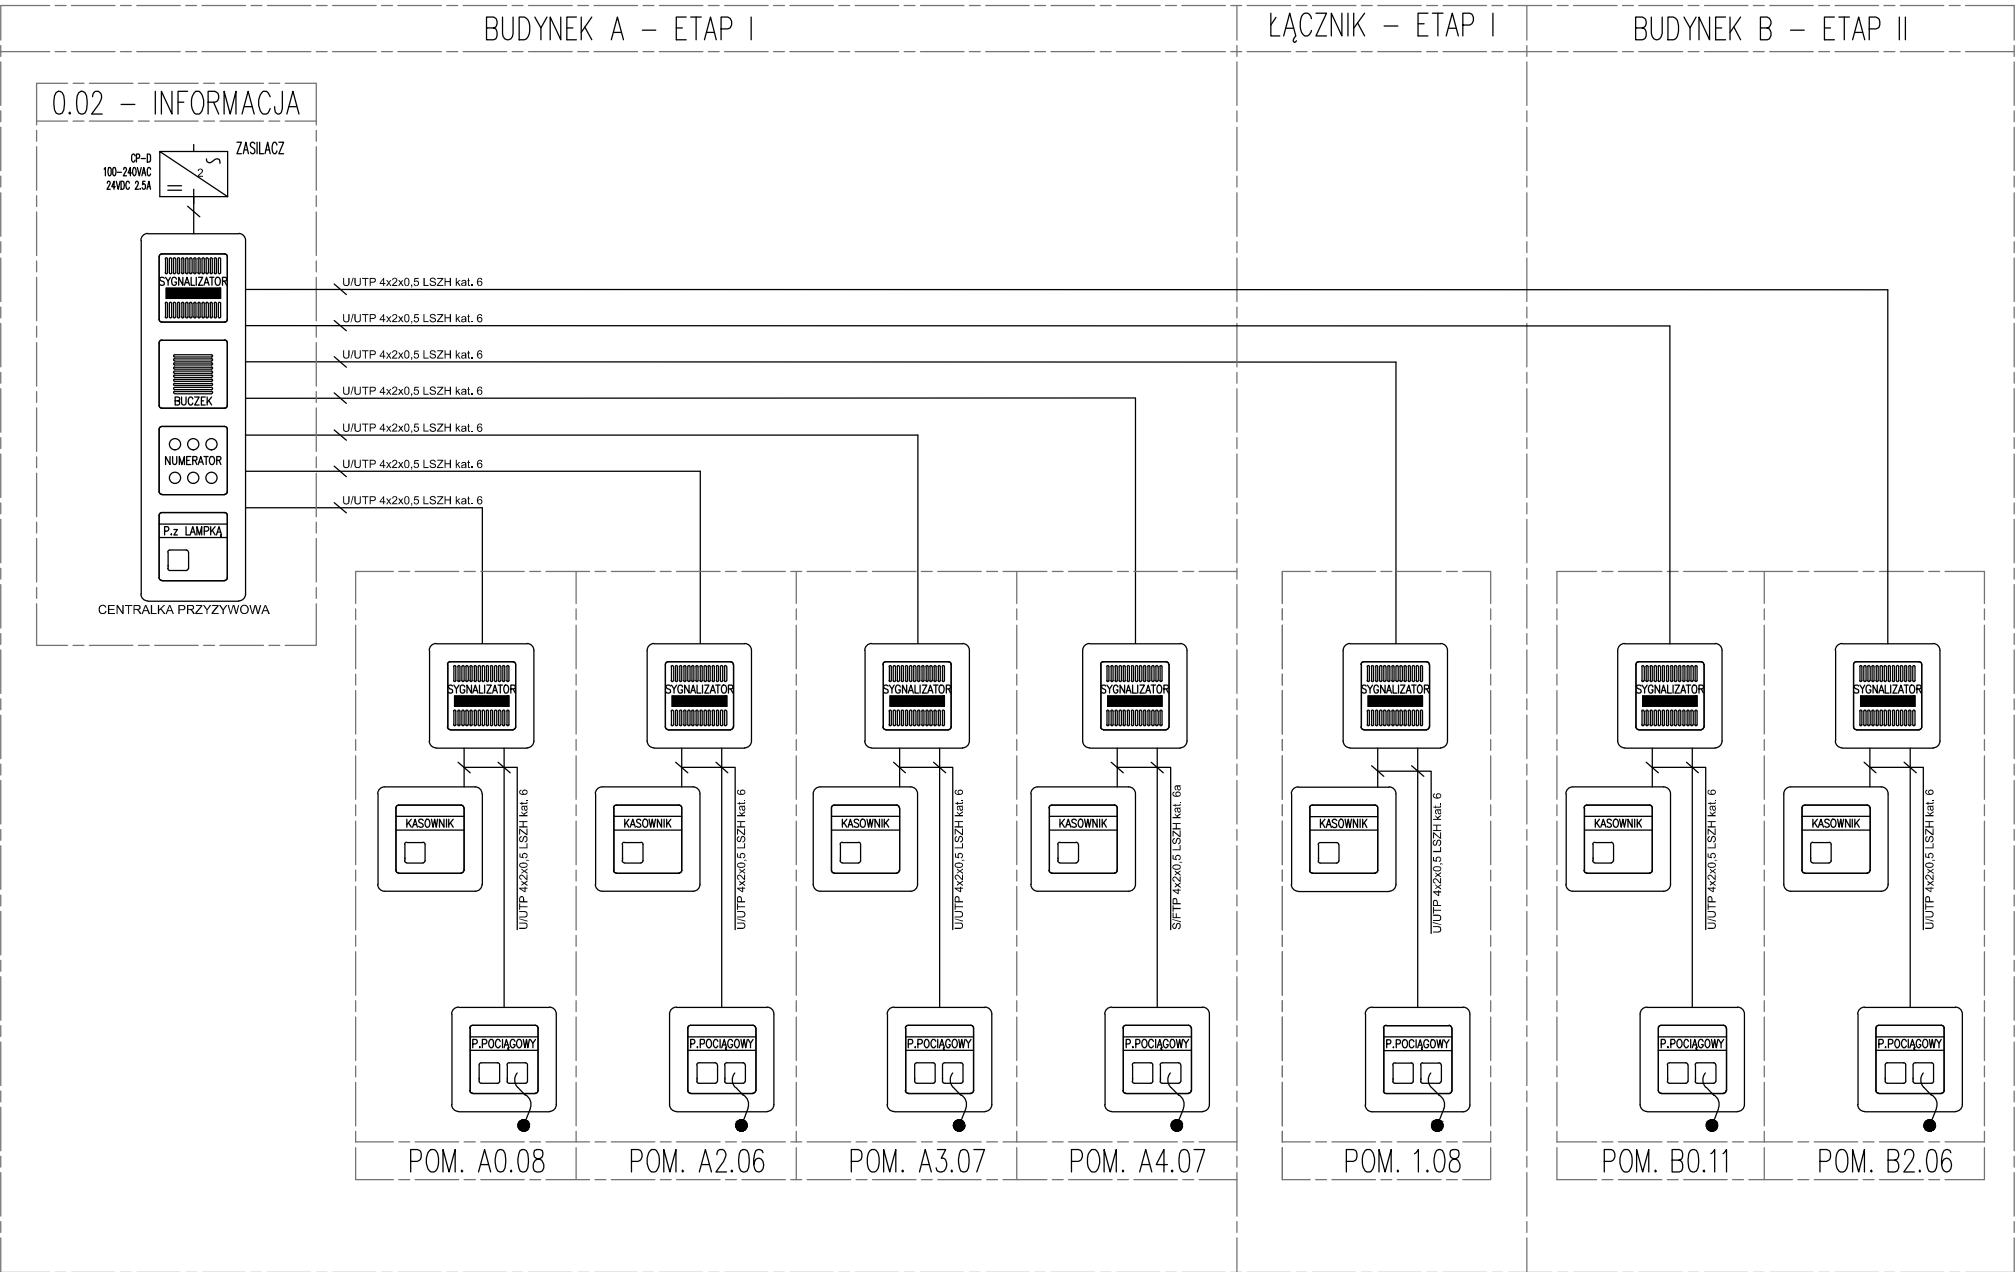 BUDYNEK A – ETAP I
ŁĄCZNIK – ETAP I
BUDYNEK B – ETAP II
0.02 – INFORMACJA
ZASILACZ
CP-D
100-240VAC
24VDC 2.5A
2
SYGNALIZATOR
BUCZEK
NUMERATOR
P.z LAMPKĄ
CENTRALKA PRZYZYWOWA
U/UTP 4x2x0,5 LSZH kat. 6
U/UTP 4x2x0,5 LSZH kat. 6
U/UTP 4x2x0,5 LSZH kat. 6
U/UTP 4x2x0,5 LSZH kat. 6
U/UTP 4x2x0,5 LSZH kat. 6
U/UTP 4x2x0,5 LSZH kat. 6
U/UTP 4x2x0,5 LSZH kat. 6
SYGNALIZATOR
KASOWNIK
U/UTP 4x2x0,5 LSZH kat. 6
P.POCIĄGOWY
POM. A0.08
SYGNALIZATOR
KASOWNIK
U/UTP 4x2x0,5 LSZH kat. 6
P.POCIĄGOWY
POM. A2.06
SYGNALIZATOR
KASOWNIK
U/UTP 4x2x0,5 LSZH kat. 6
P.POCIĄGOWY
POM. A3.07
SYGNALIZATOR
KASOWNIK
S/FTP 4x2x0,5 LSZH kat. 6a
P.POCIĄGOWY
POM. A4.07
SYGNALIZATOR
KASOWNIK
U/UTP 4x2x0,5 LSZH kat. 6
P.POCIĄGOWY
POM. 1.08
SYGNALIZATOR
KASOWNIK
U/UTP 4x2x0,5 LSZH kat. 6
P.POCIĄGOWY
POM. B0.11
SYGNALIZATOR
KASOWNIK
U/UTP 4x2x0,5 LSZH kat. 6
P.POCIĄGOWY
POM. B2.06